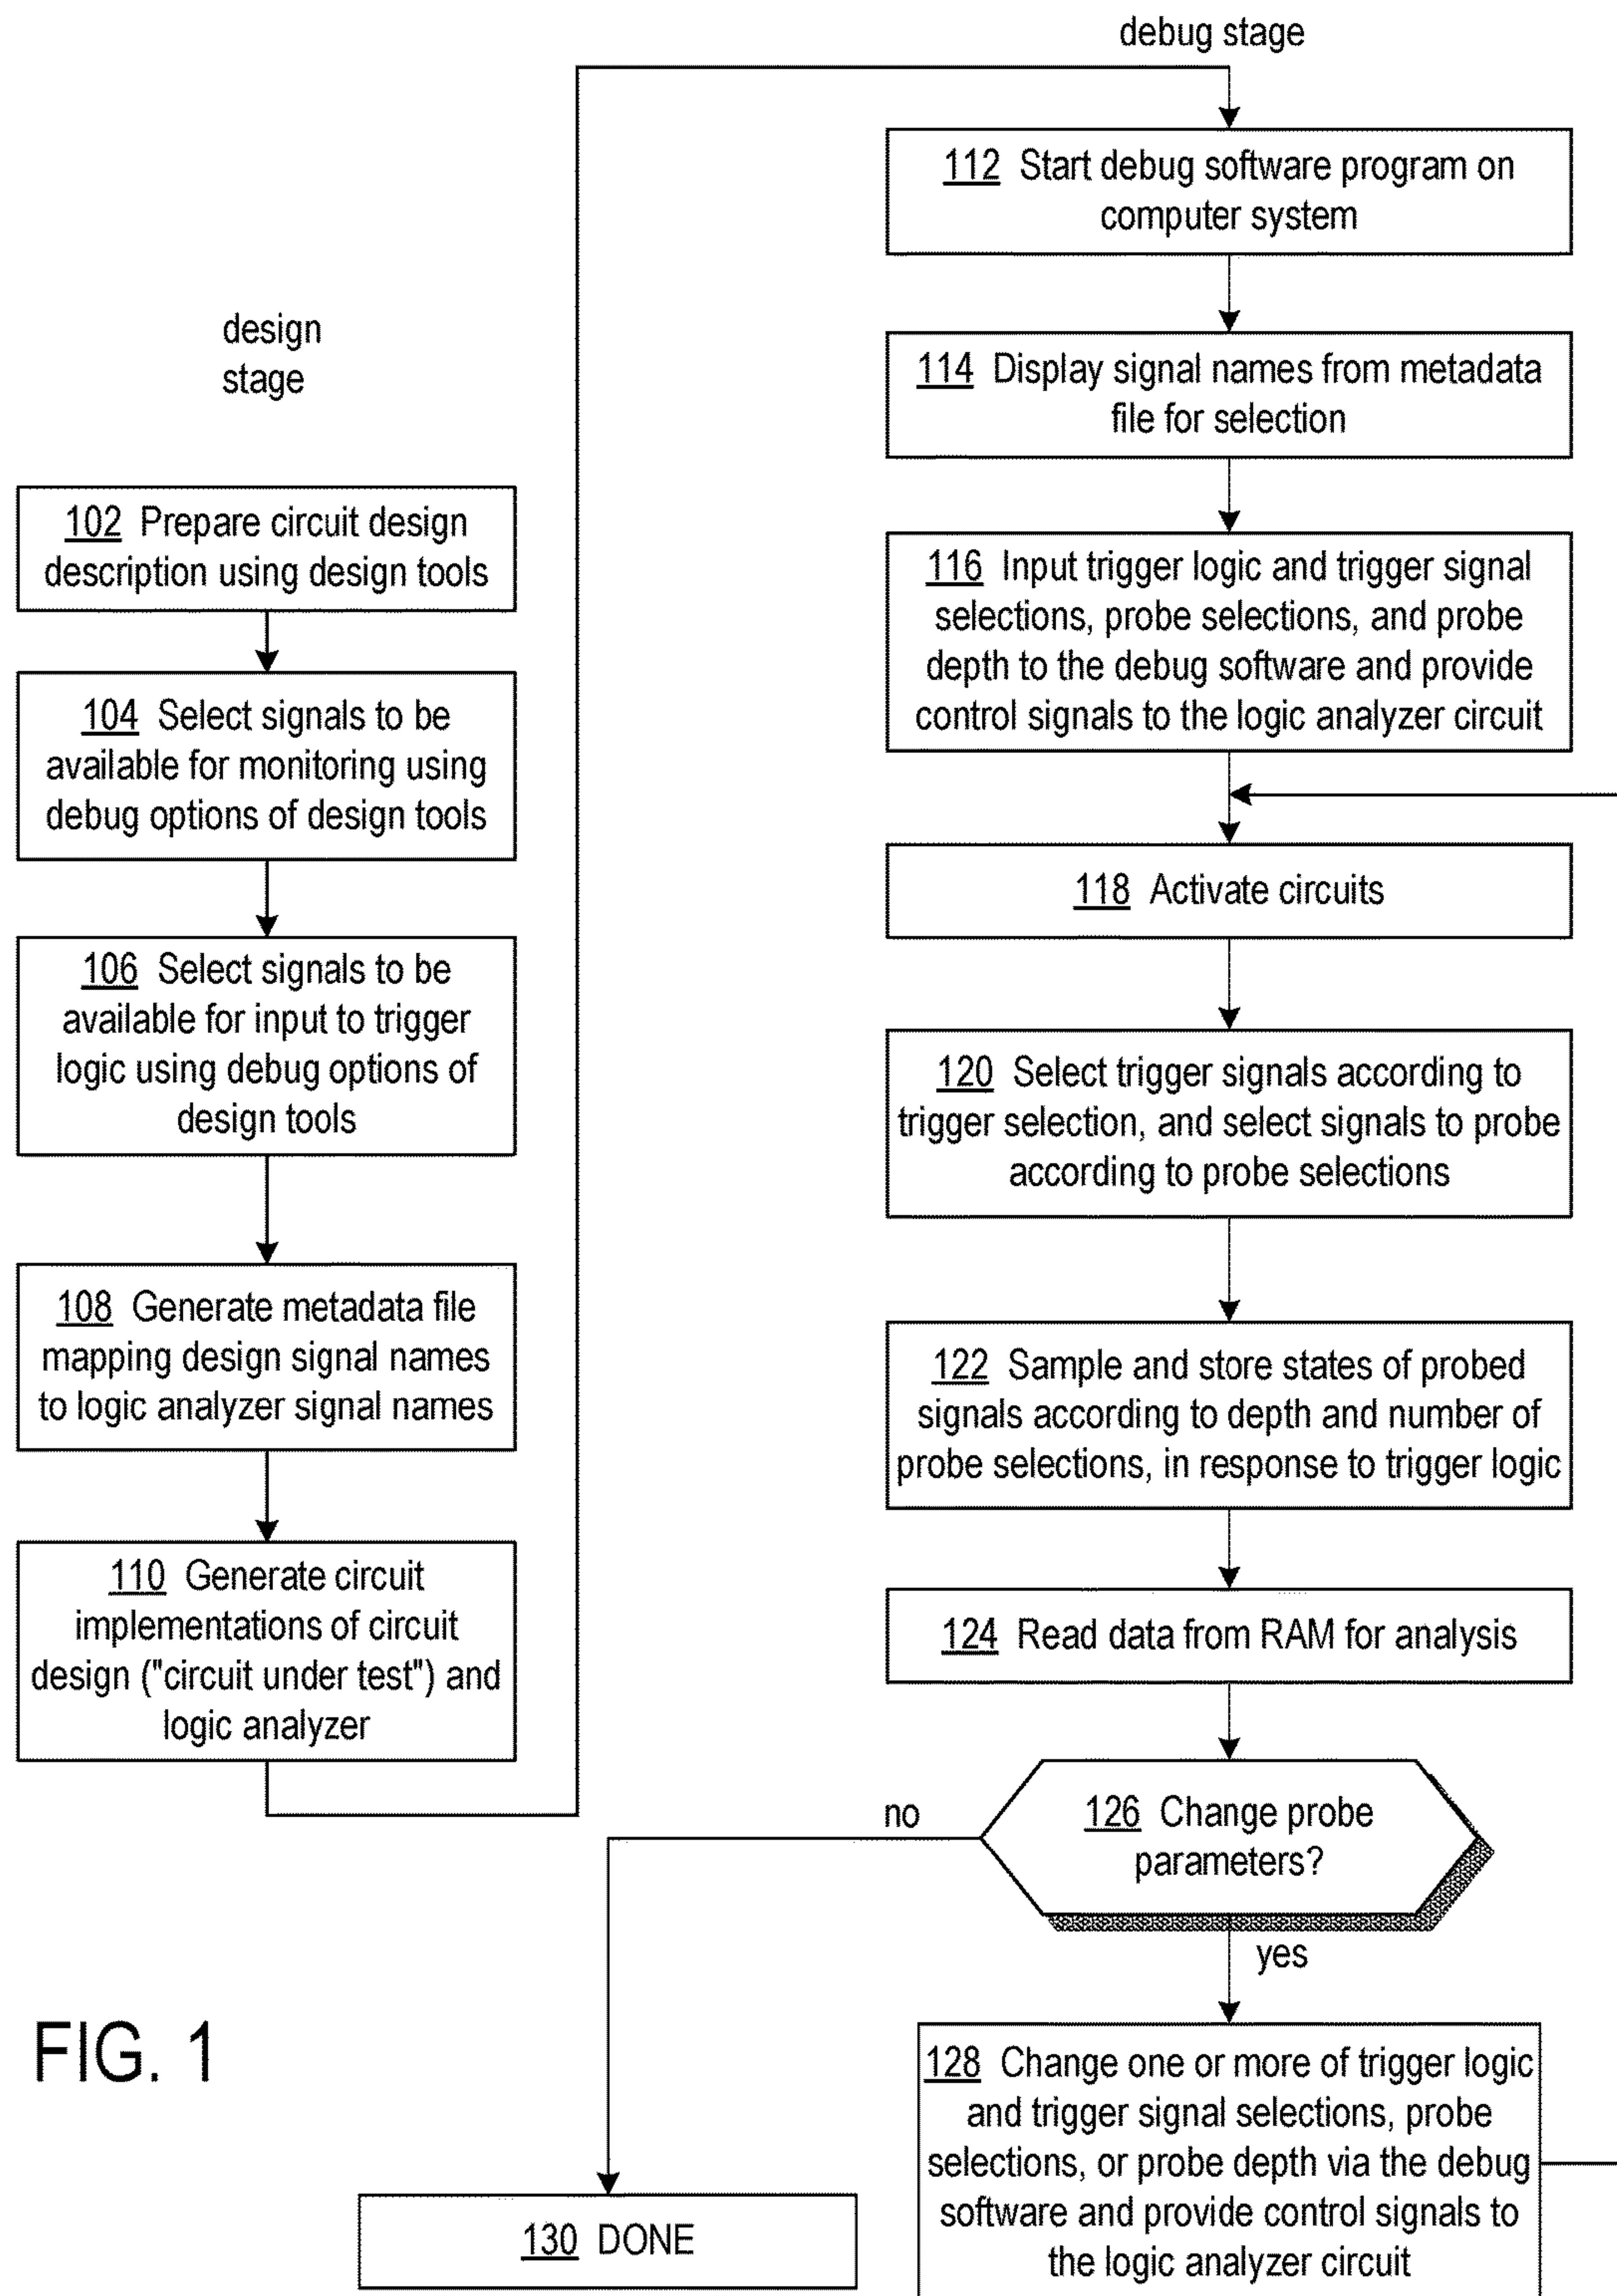 design
stage
102 Prepare circuit design
description using design tools
104 Select signals to be
available for monitoring using
debug options of design tools
106 Select signals to be
available for input to trigger
logic using debug options of
design tools
108 Generate metadata file
mapping design signal names
to logic analyzer signal names
110 Generate circuit
implementations of circuit
design ("circuit under test") and
logic analyzer
debug stage
112 Start debug software program on
computer system
114 Display signal names from metadata
file for selection
116 Input trigger logic and trigger signal
selections, probe selections, and probe
depth to the debug software and provide
control signals to the logic analyzer circuit
118 Activate circuits
120 Select trigger signals according to
trigger selection, and select signals to probe
according to probe selections
122 Sample and store states of probed
signals according to depth and number of
probe selections, in response to trigger logic
124 Read data from RAM for analysis
126 Change probe
parameters?
no
yes
128 Change one or more of trigger logic
and trigger signal selections, probe
selections, or probe depth via the debug
software and provide control signals to
the logic analyzer circuit
130 DONE
FIG. 1